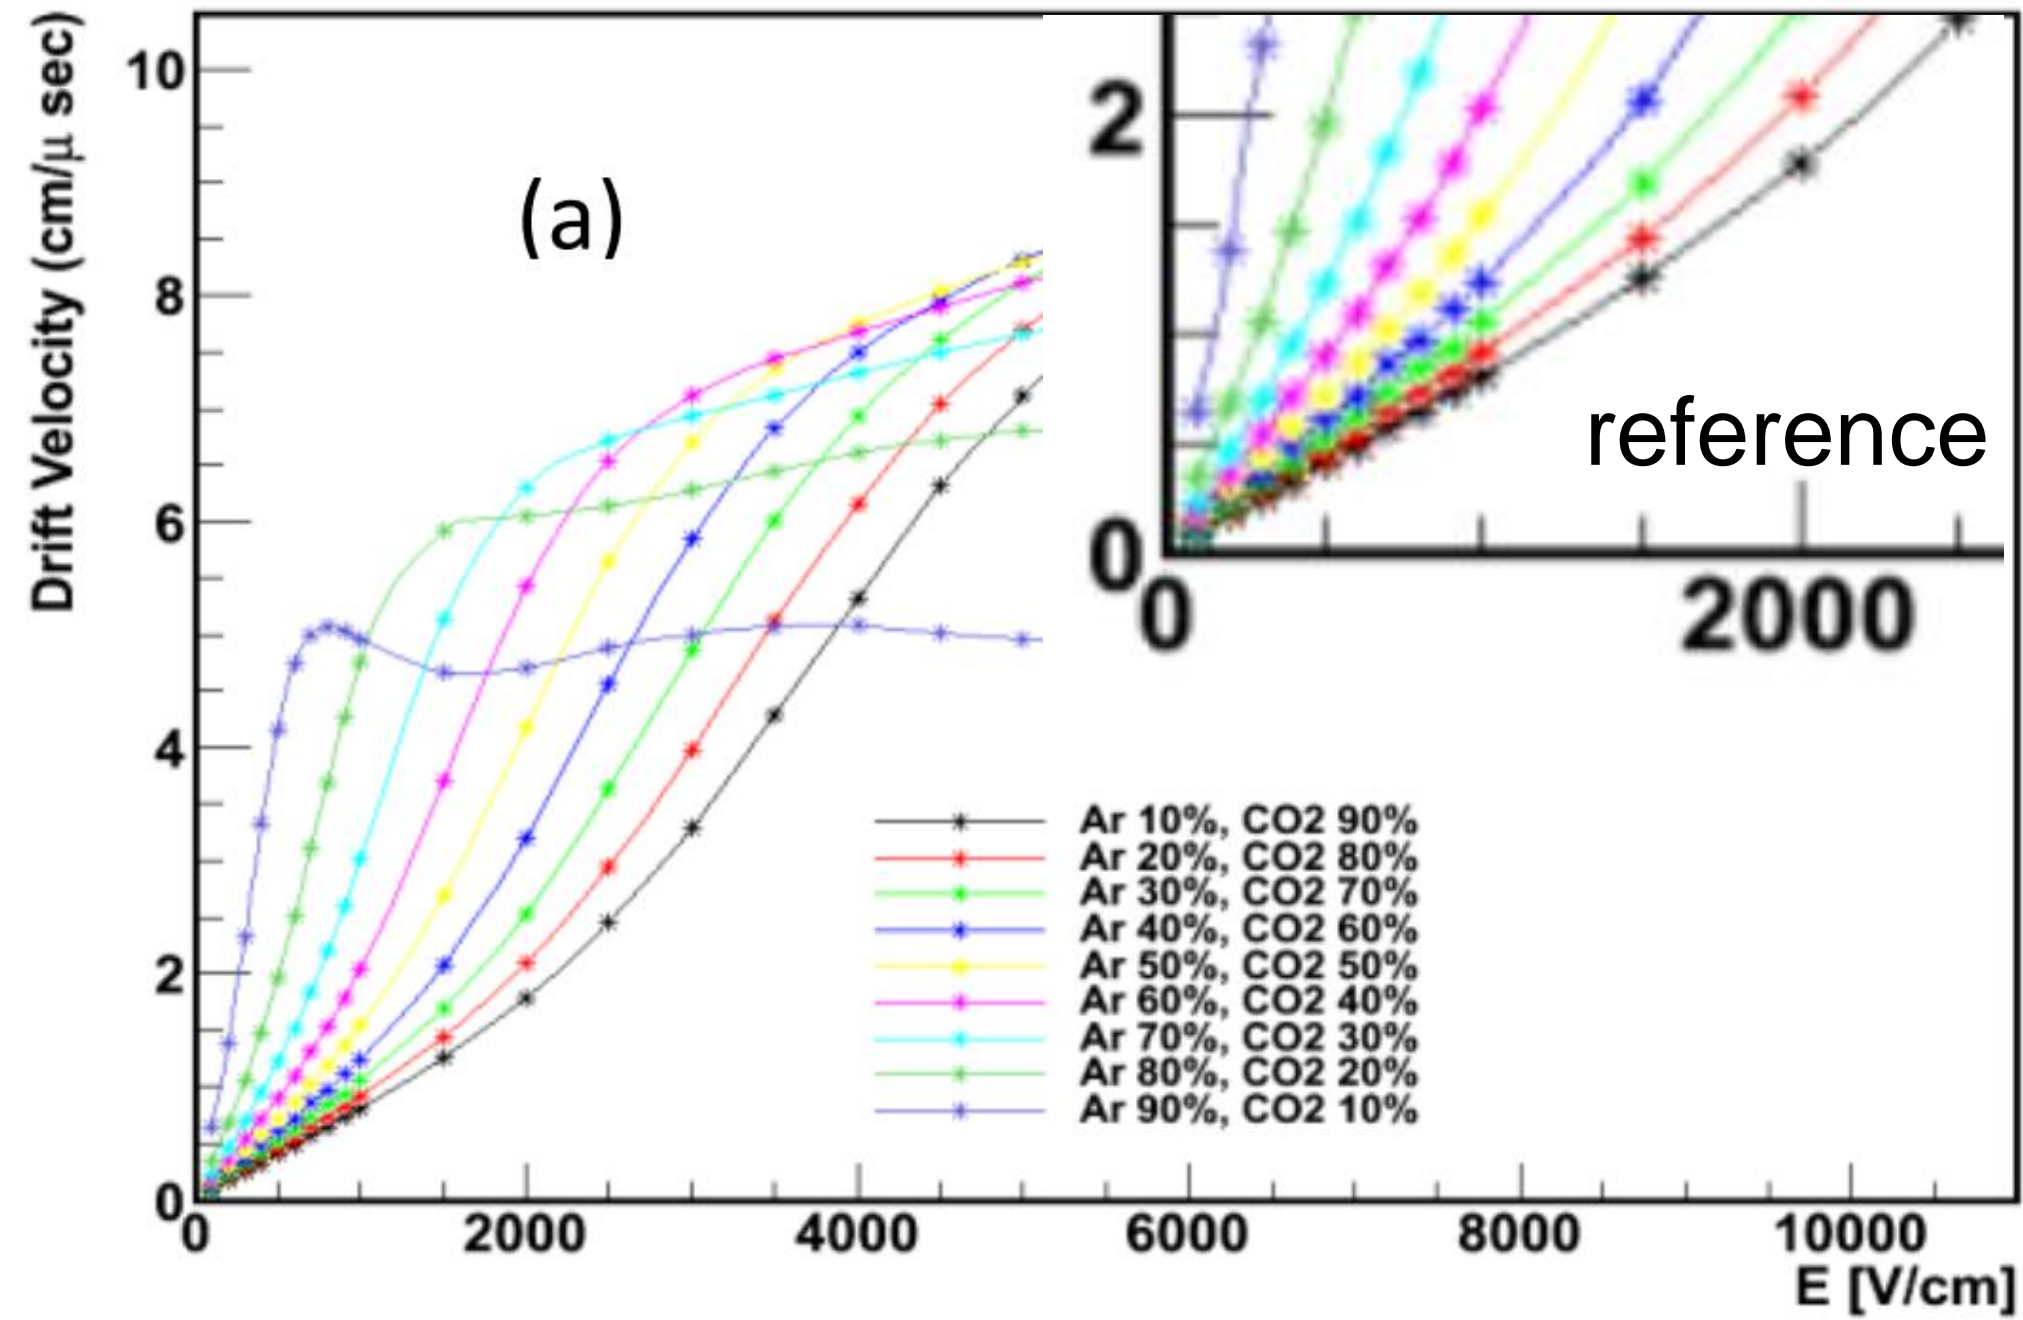 Drift Velocity (cm/μ sec)
10
8
6
4
2
0
(a)
2
0
0
2000
reference
Ar 10%, CO2 90%
Ar 20%, CO2 80%
Ar 30%, CO2 70%
Ar 40%, CO2 60%
Ar 50%, CO2 50%
Ar 60%, CO2 40%
Ar 70%, CO2 30%
Ar 80%, CO2 20%
Ar 90%, CO2 10%
0 2000 4000 6000 8000 10000
E [V/cm]